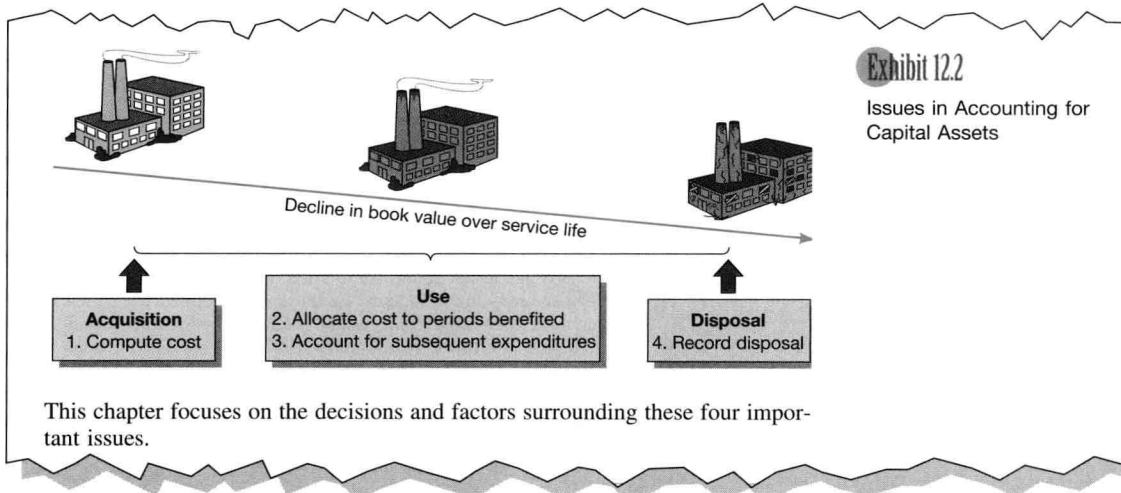 Exhibit 12.2
Issues in Accounting for
Capital Assets
Decline in book value over service life
Acquisition
1. Compute cost
Use
2. Allocate cost to periods benefited
3. Account for subsequent expenditures
Disposal
4. Record disposal
This chapter focuses on the decisions and factors surrounding these four impor-
tant issues.